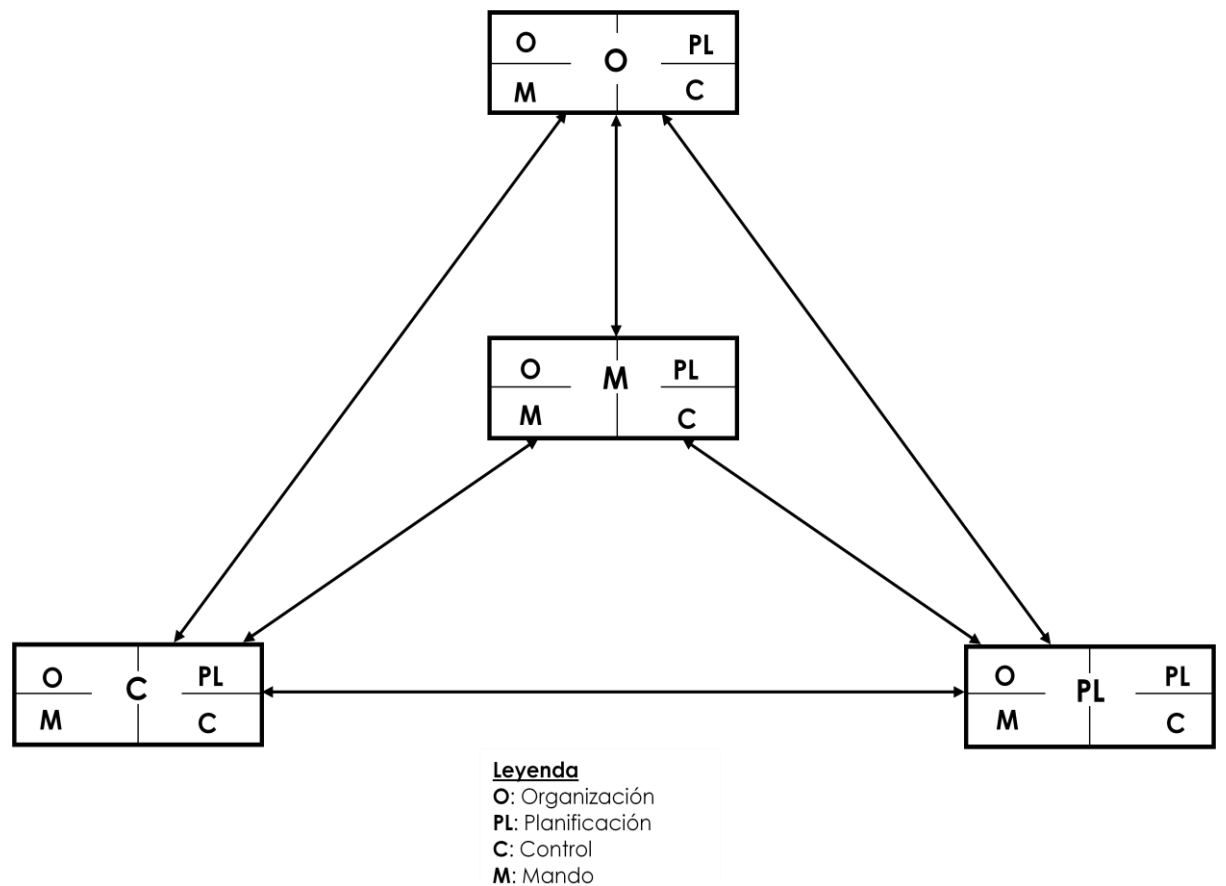 O PL
O
M C
O PL
M
M C
O PL
C
M C
O PL
PL
M C
Leyenda
O: Organización
PL: Planificación
C: Control
M: Mando